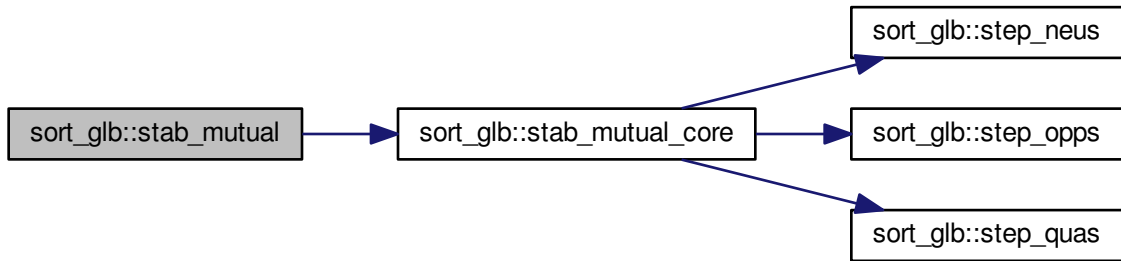 sort_glb::step_neus
sort_glb::stab_mutual
sort_glb::stab_mutual_core
sort_glb::step_opps
sort_glb::step_quas